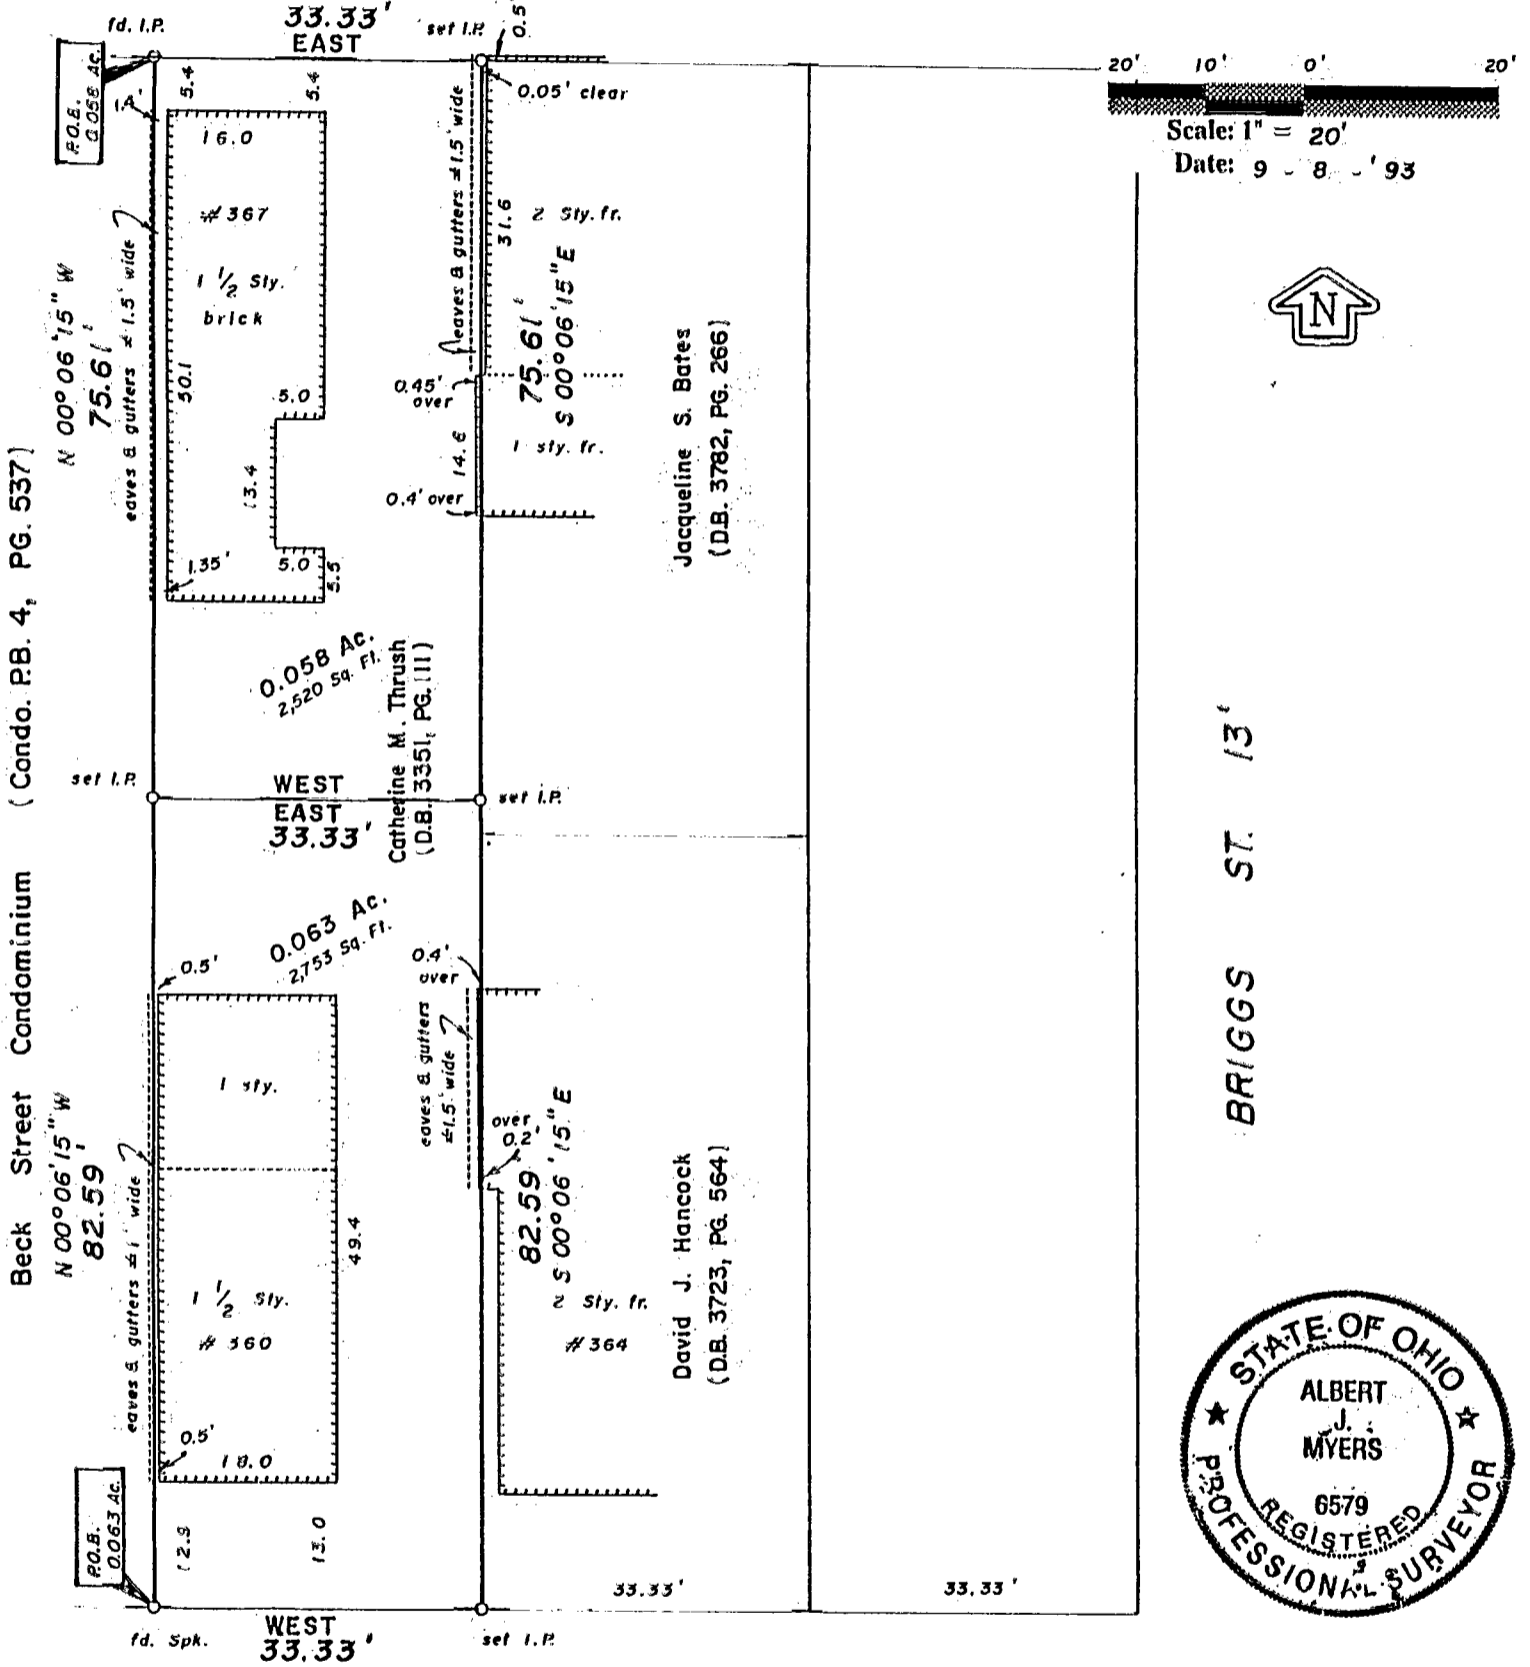 33.33'
EAST
fd. I.P.
set I.P.
0.5'
P.O.B.
0.058 Ac.
5.4
5.4
1.4'
0.05' clear
20' 10' 0' 20'
Scale: 1" = 20'
Date: 9 - 8 - '93
16.0
#367
1 1/2 Sty.
brick
50.1
5.0
13.4
5.0
5.5
1.35'
N 00°06'15" W
75.61'
eaves & gutters ± 1.5' wide
eaves & gutters ± 1.5' wide
31.6
2 Sty. fr.
75.61'
S 00°06'15" E
0.45'
over
14.6
1 sty. fr.
0.4' over
Jacqueline S. Bates
(D.B. 3782, PG. 266)
N
Beck Street Condominium (Condo. P.B. 4, PG. 537)
0.058 Ac.
2,520 Sq. Ft.
Catherine M. Thrush
(D.B. 3351, PG. 111)
set I.P.
WEST
EAST
33.33'
set I.P.
BRIGGS ST. 13'
0.063 Ac.
2,753 Sq. Ft.
0.5'
0.4'
over
eaves & gutters
±1.5' wide
1 sty.
over
0.2'
N 00°06'15" W
82.59'
eaves & gutters ±1' wide
49.4
82.59'
S 00°06'15" E
1 1/2 Sty.
#360
2 Sty. fr.
#364
David J. Hancock
(D.B. 3723, PG. 564)
0.5'
18.0
P.O.B.
0.063 Ac.
12.9
13.0
33.33'
33.33'
fd. Spk.
WEST
33.33'
set I.P.
STATE OF OHIO
ALBERT
J.
MYERS
6579
REGISTERED
PROFESSIONAL SURVEYOR